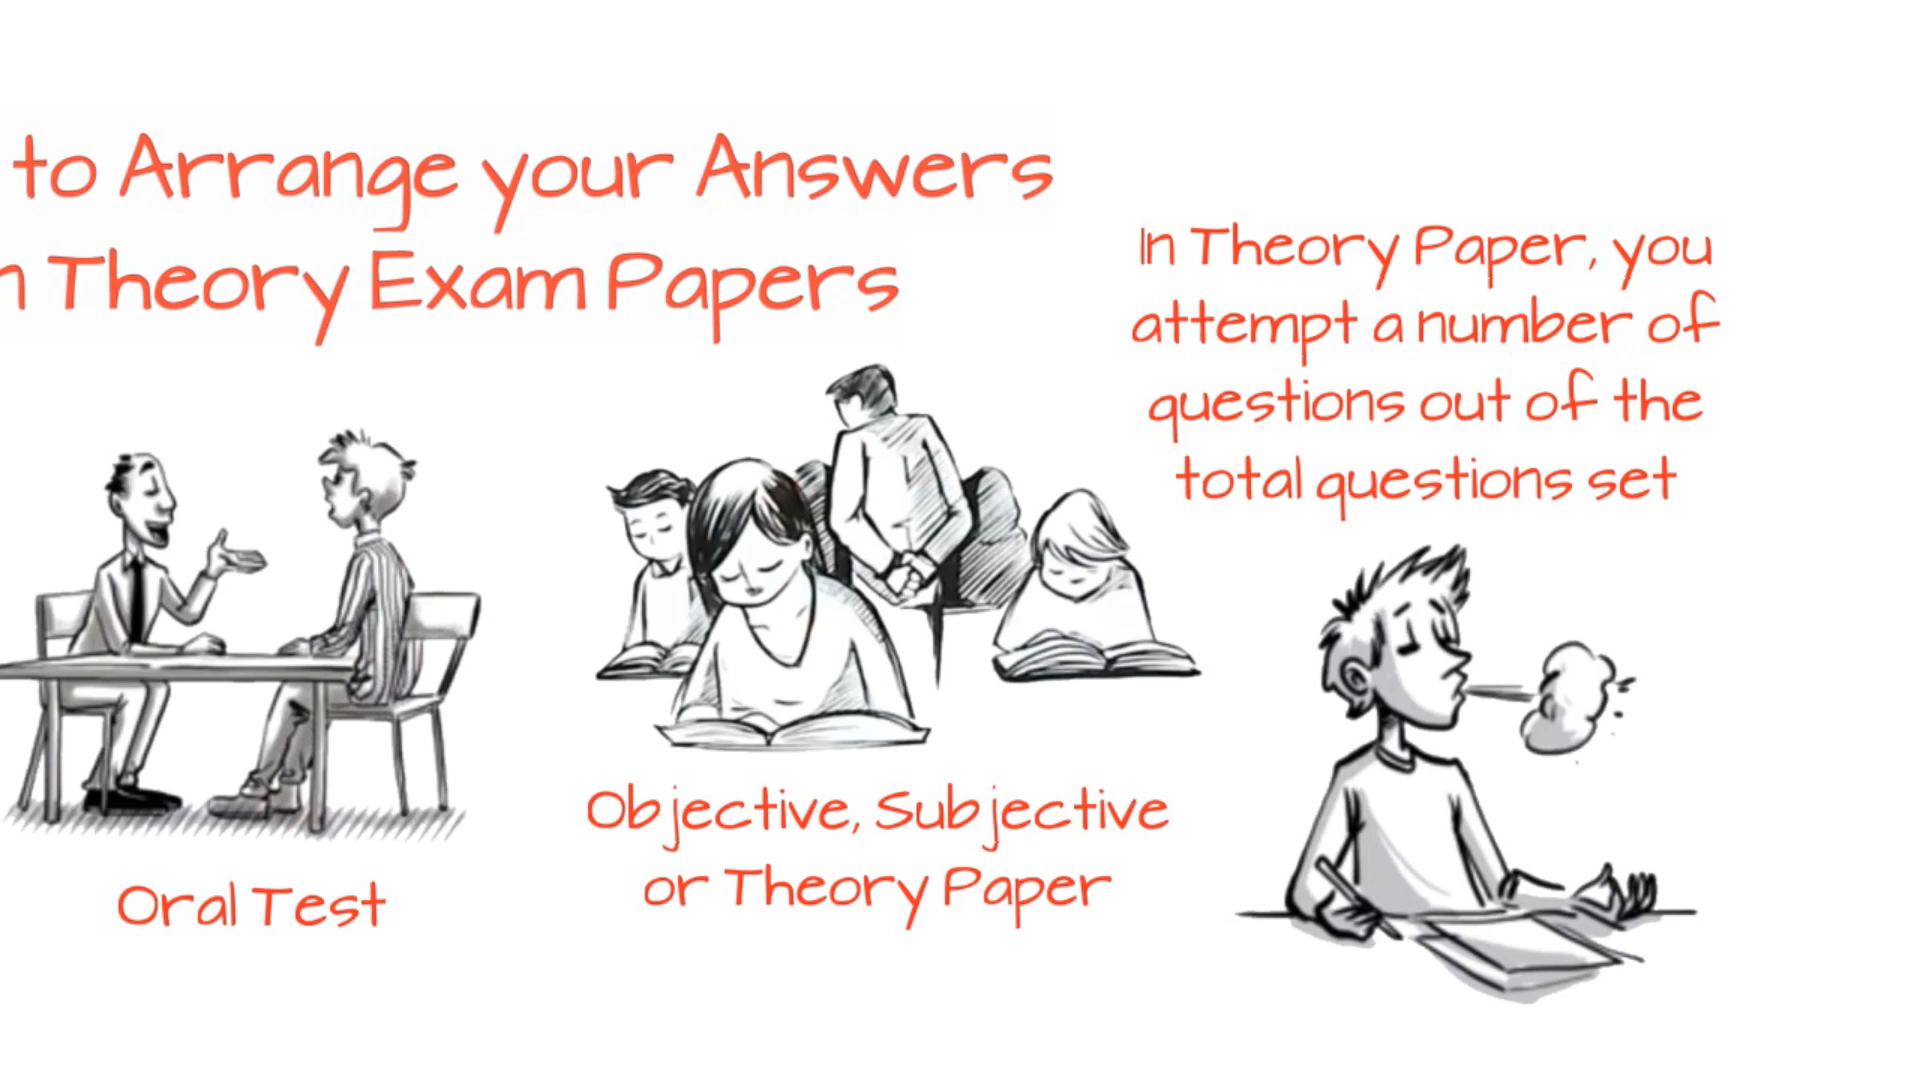 to Arrange your Answers
Theory Exam Papers
In Theory Paper, you
attempt a number of
questions out of the
total questions set
Oral Test
Objective, Subjective
or Theory Paper